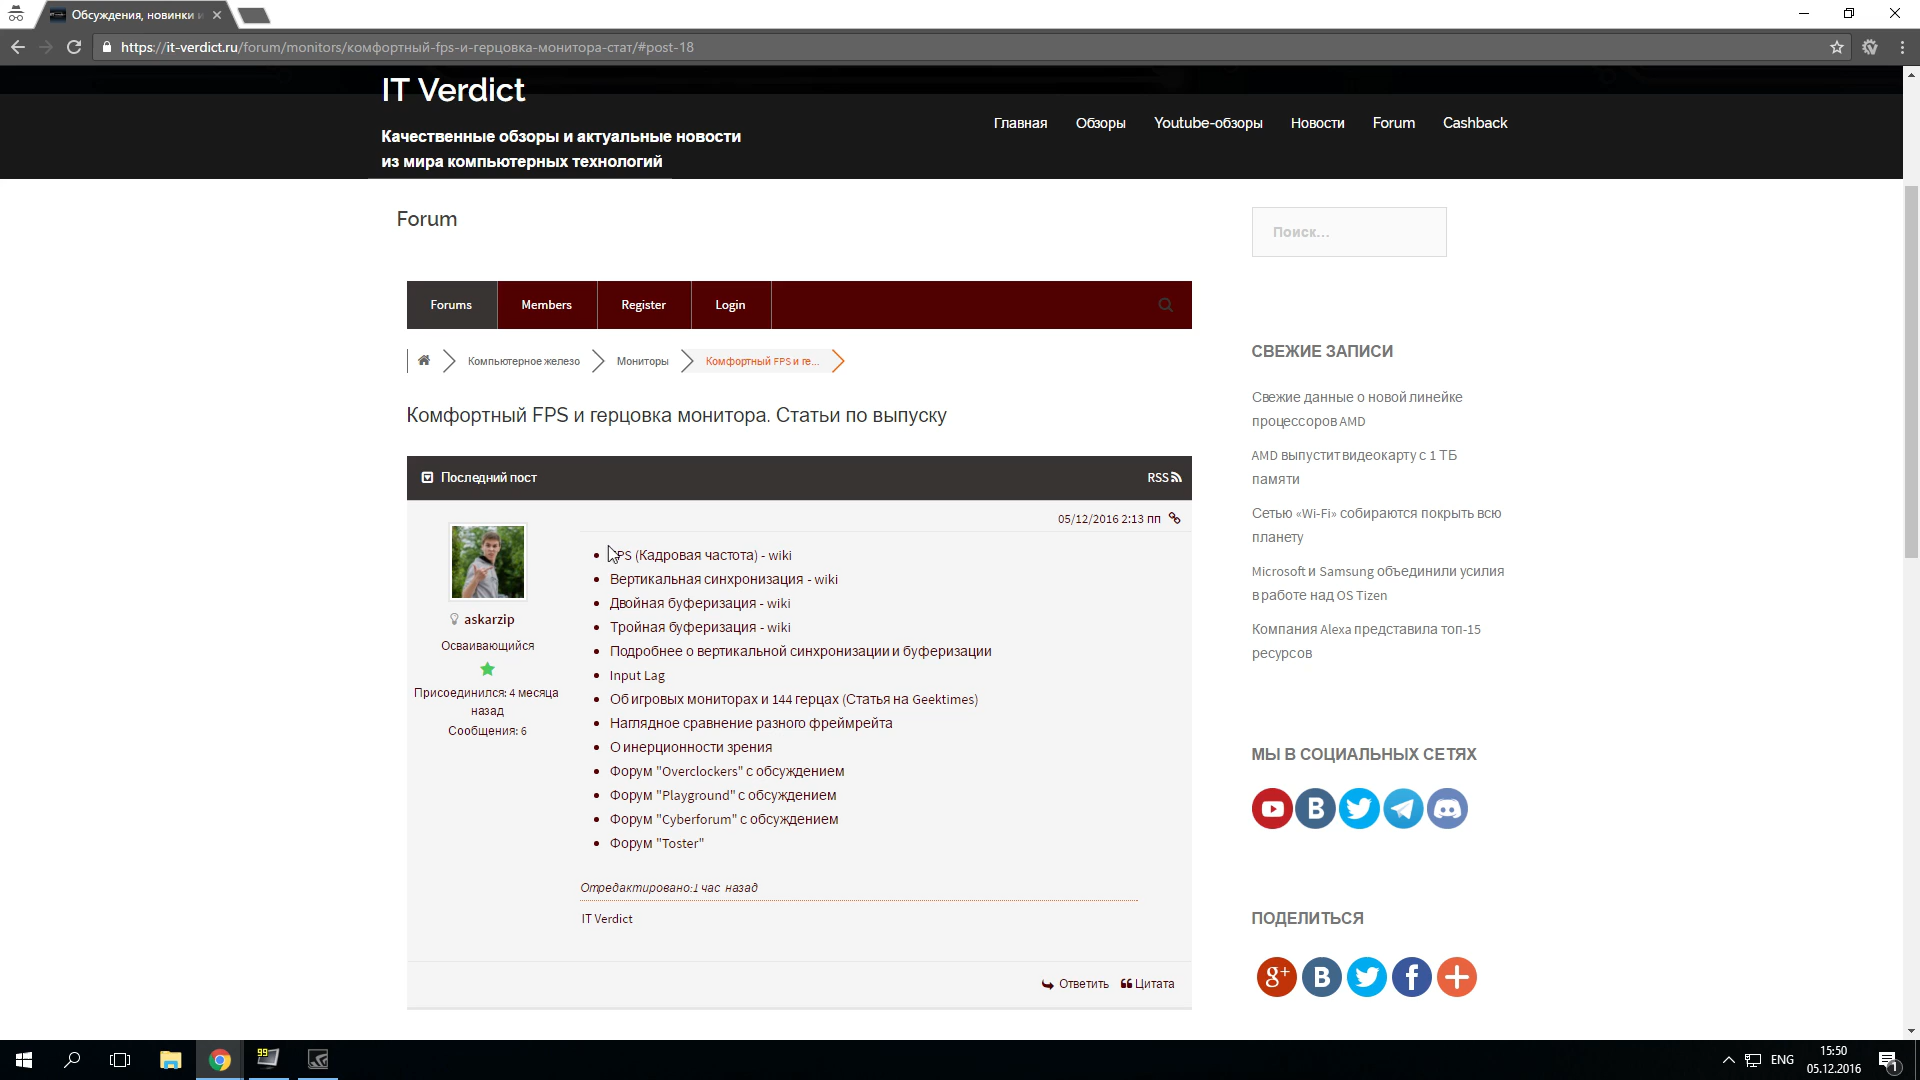 Обсуждения, новинки и
https://it-verdict.ru/forum/monitors/комфортный-fps-и-герцовка-монитора-стат/#post-18
IT Verdict
Качественные обзоры и актуальные новости
из мира компьютерных технологий
Главная Обзоры Youtube-обзоры Новости Forum Cashback
Forum
Поиск...
Forums Members Register Login
Компьютерное железо Мониторы Комфортный FPS и ге...
Комфортный FPS и герцовка монитора. Статьи по выпуску
Последний пост RSS
05/12/2016 2:13 пп
askarzip
Осваивающийся
Присоединился: 4 месяца
назад
Сообщения: 6
FPS (Кадровая частота) - wiki
Вертикальная синхронизация - wiki
Двойная буферизация - wiki
Тройная буферизация - wiki
Подробнее о вертикальной синхронизации и буферизации
Input Lag
Об игровых мониторах и 144 герцах (Статья на Geektimes)
Наглядное сравнение разного фреймрейта
О инерционности зрения
Форум "Overclockers" с обсуждением
Форум "Playground" с обсуждением
Форум "Cyberforum" с обсуждением
Форум "Toster"
Отредактировано:1 час назад
IT Verdict
Ответить Цитата
СВЕЖИЕ ЗАПИСИ
Свежие данные о новой линейке
процессоров AMD
AMD выпустит видеокарту с 1 ТБ
памяти
Сетью «Wi-Fi» собираются покрыть всю
планету
Microsoft и Samsung объединили усилия
в работе над OS Tizen
Компания Alexa представила топ-15
ресурсов
МЫ В СОЦИАЛЬНЫХ СЕТЯХ
ПОДЕЛИТЬСЯ
99
ENG
15:50
05.12.2016
1